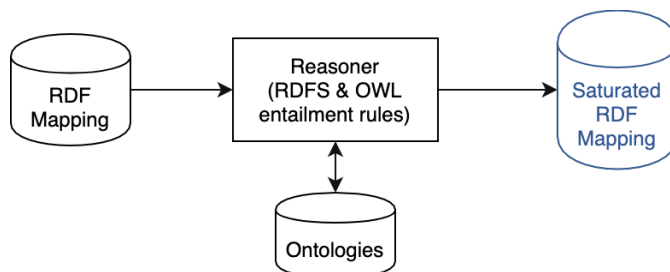 RDF
Mapping
Reasoner
(RDFS & OWL
entailment rules)
Saturated
RDF
Mapping
Ontologies